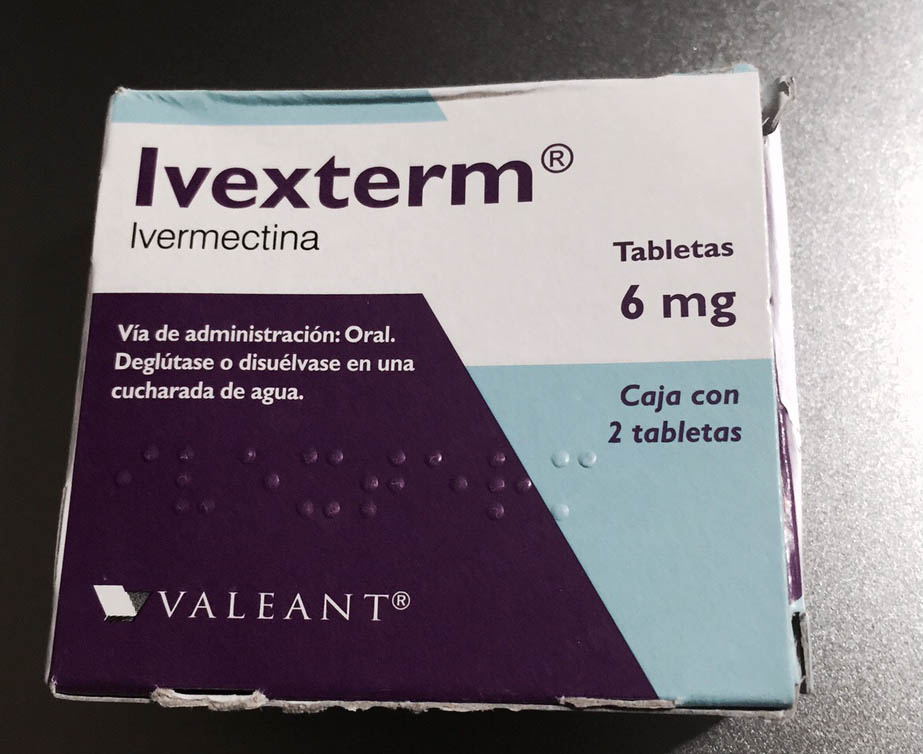 Ivexterm®
Ivermectina
Tabletas
6 mg
Vía de administración: Oral.
Deglútase o disuélvase en una
cucharada de agua.
Caja con
2 tabletas
⠊⠧⠑⠭⠞⠑⠗⠍
VALEANT®